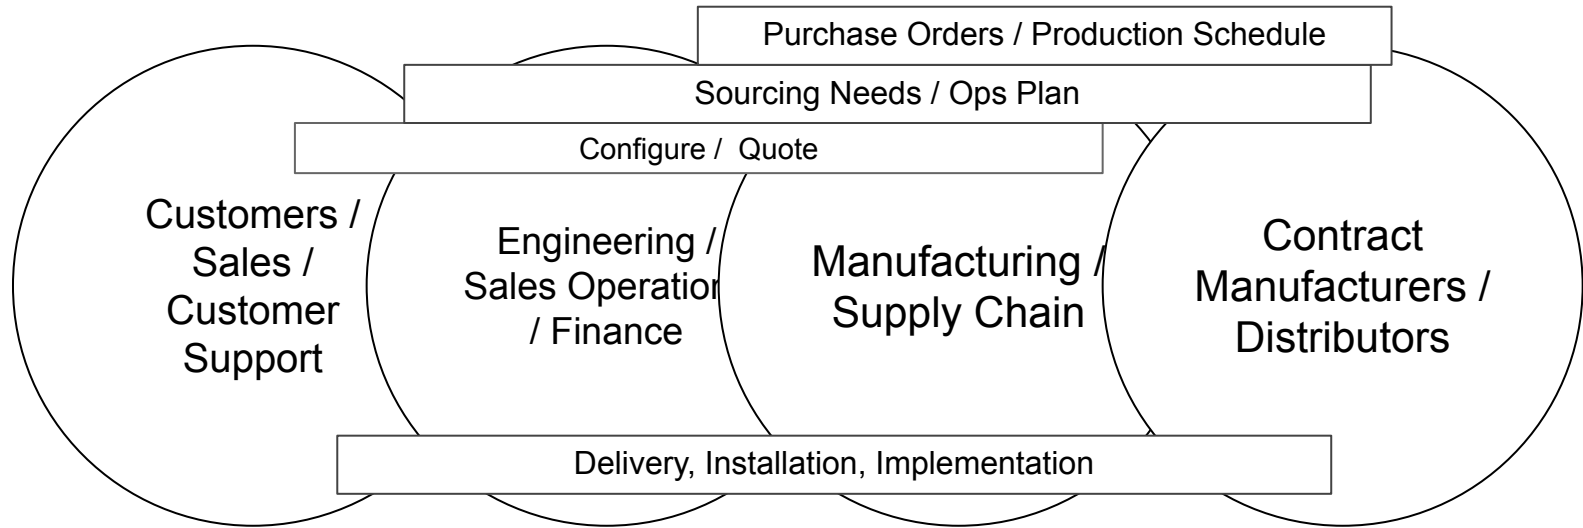 Purchase Orders / Production Schedule
Sourcing Needs / Ops Plan
Configure / Quote
Customers /
Sales /
Customer
Support
Engineering /
Sales Operation
/ Finance
Manufacturing /
Supply Chain
Contract
Manufacturers /
Distributors
Delivery, Installation, Implementation